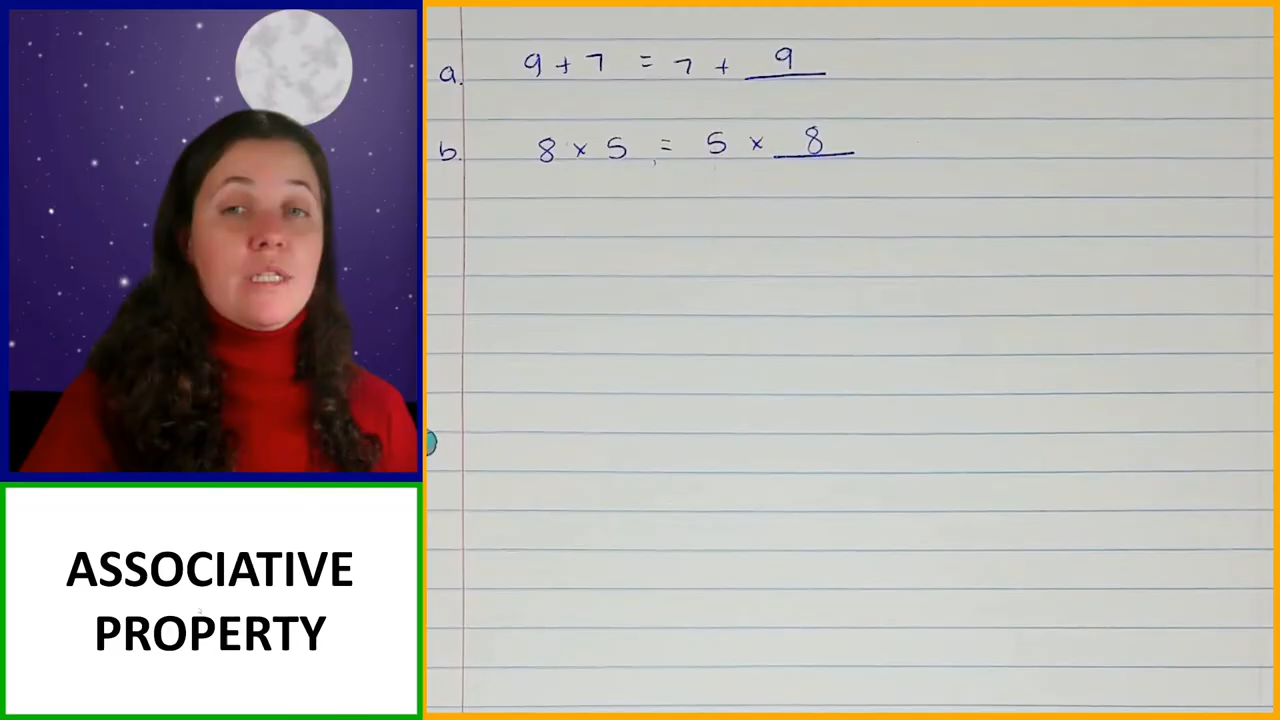 a. 9 + 7 = 7 + 9
b. 8 × 5 = 5 × 8
ASSOCIATIVE
PROPERTY